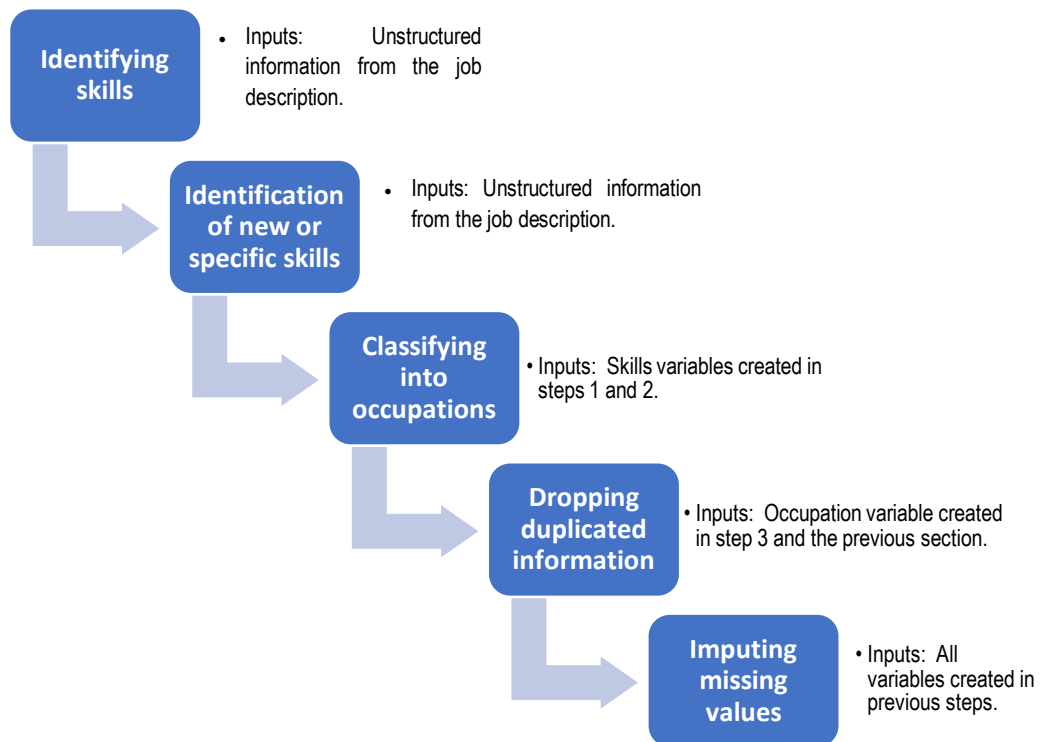 Identifying
skills
• Inputs: Unstructured
information from the job
description.
Identification
of new or
specific skills
• Inputs: Unstructured information
from the job description.
Classifying
into
occupations
• Inputs: Skills variables created in
steps 1 and 2.
Dropping
duplicated
information
• Inputs: Occupation variable created
in step 3 and the previous section.
Imputing
missing
values
• Inputs: All
variables created in
previous steps.